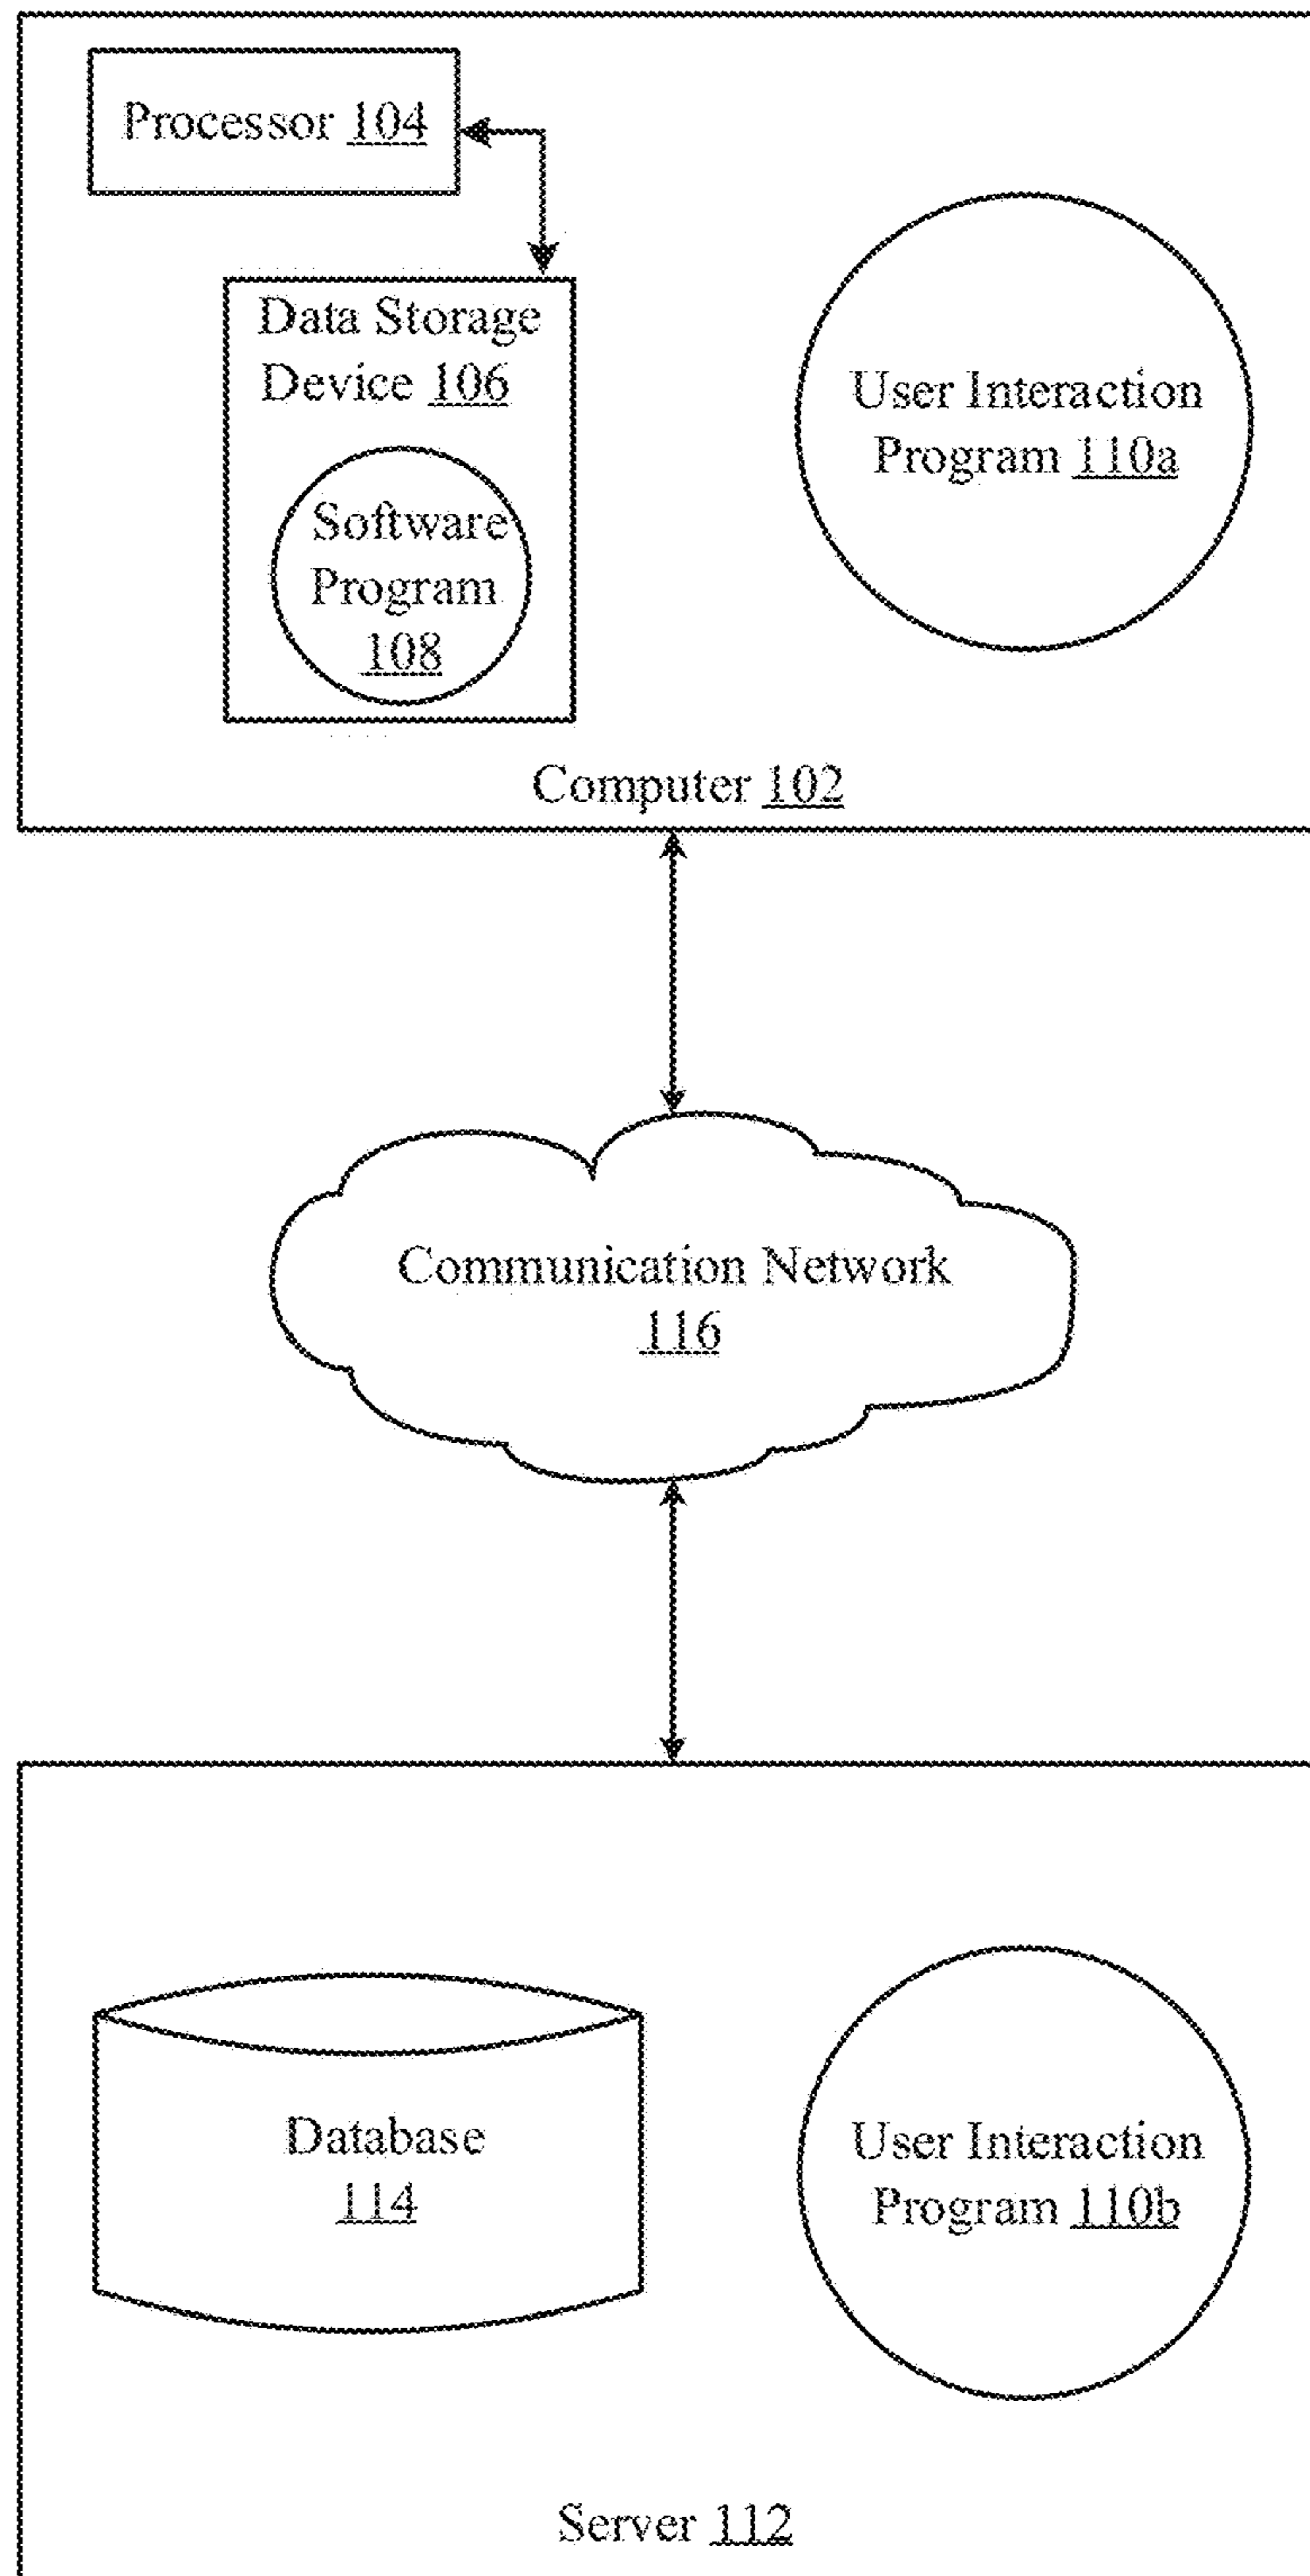 Processor 104
Data Storage
Device 106
Software
Program
108
User Interaction
Program 110a
Computer 102
Communication Network
116
Database
114
User Interaction
Program 110b
Server 112